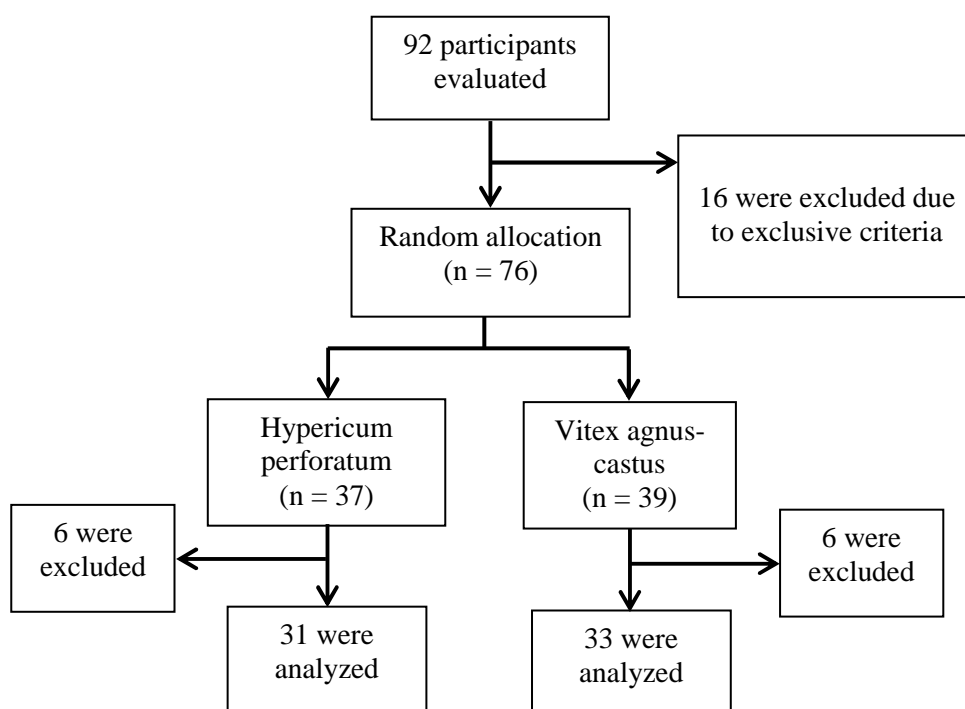 92 participants
evaluated
16 were excluded due
to exclusive criteria
Random allocation
(n = 76)
Hypericum
perforatum
(n = 37)
Vitex agnus-
castus
(n = 39)
6 were
excluded
6 were
excluded
31 were
analyzed
33 were
analyzed